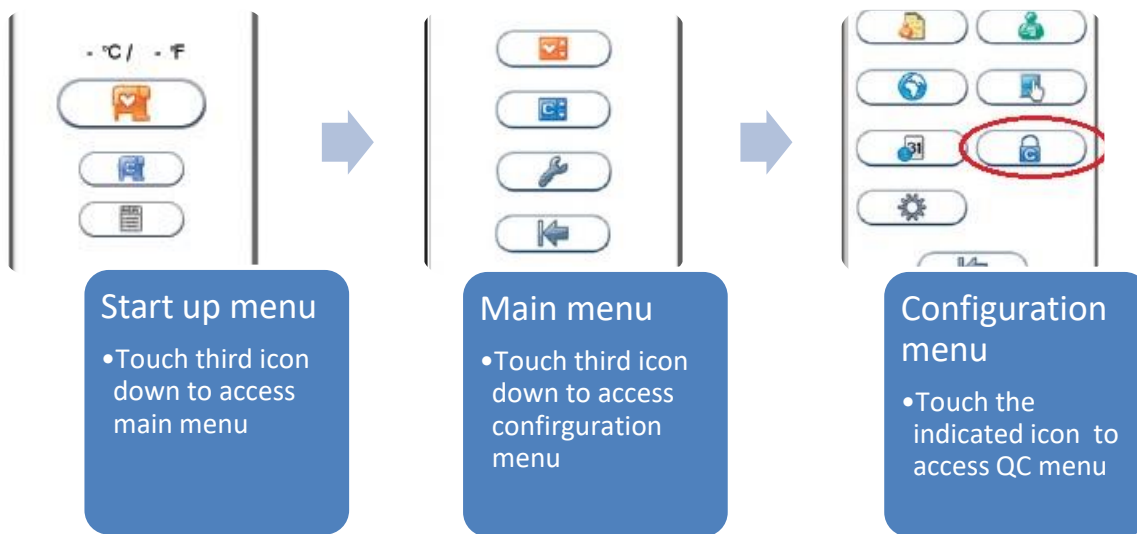 - °C/ - °F
C
C
31
C
Start up menu
•Touch third icon
down to access
main menu
Main menu
•Touch third icon
down to access
confirguration
menu
Configuration
menu
•Touch the
indicated icon to
access QC menu